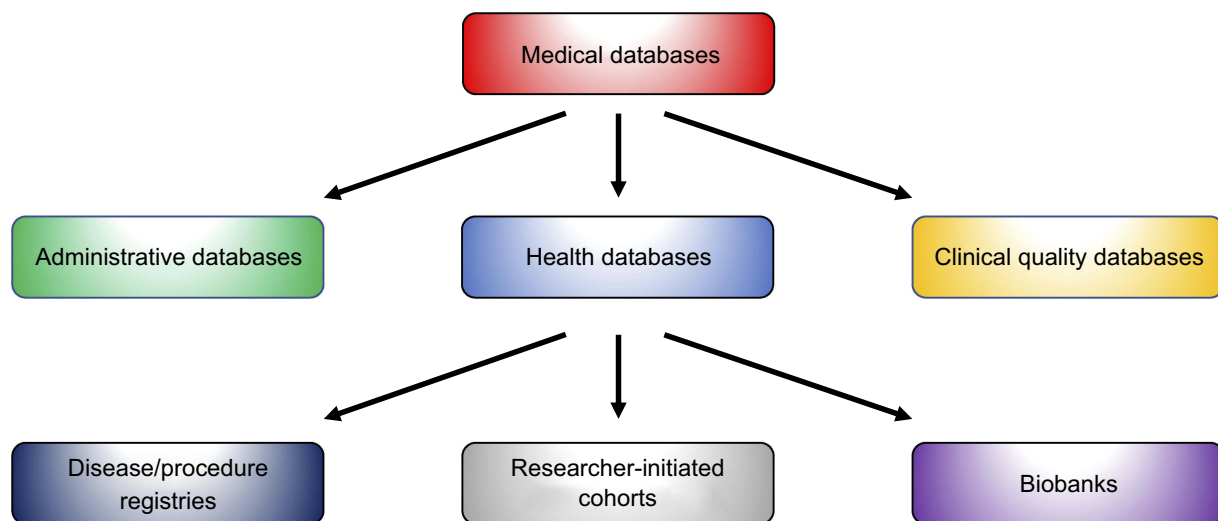 Medical databases
Administrative databases
Health databases
Clinical quality databases
Disease/procedure
registries
Researcher-initiated
cohorts
Biobanks